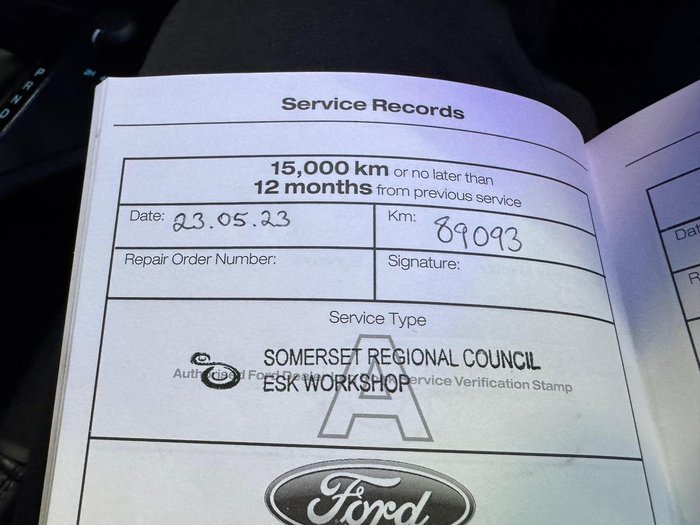 Service Records
15,000 km or no later than
12 months from previous service
Date: 23.05.23
Km: 89093
Repair Order Number:
Signature:
Service Type
A
SOMERSET REGIONAL COUNCIL
ESK WORKSHOP
Service Verification Stamp
Ford
P
R
N
D